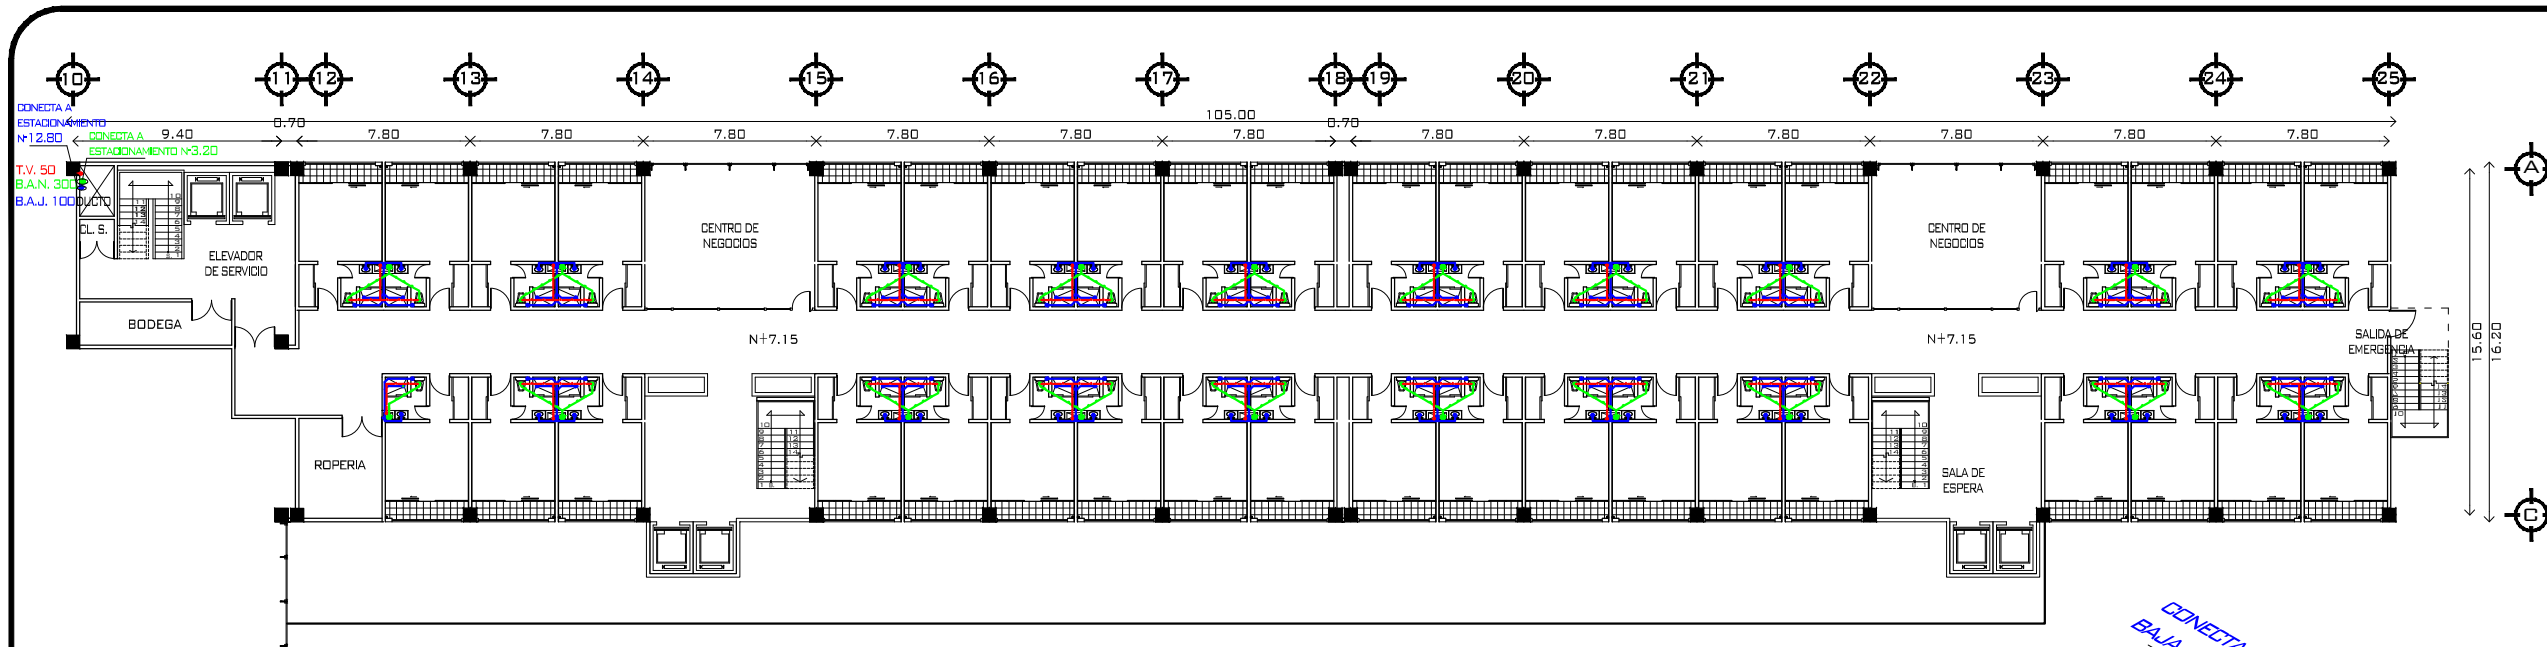 10
11
12
13
14
15
16
17
18
19
20
21
22
23
24
25
CONECTA A
ESTACIONAMIENTO
N+12.80
CONECTA A
ESTACIONAMIENTO N+3.20
105.00
9.40
0.70
7.80
7.80
7.80
7.80
7.80
7.80
0.70
7.80
7.80
7.80
7.80
7.80
7.80
T.V. 50
B.A.N. 300
B.A.J. 100
DUCTO
CL. S.
ELEVADOR
DE SERVICIO
BODEGA
CENTRO DE
NEGOCIOS
CENTRO DE
NEGOCIOS
A
N+7.15
N+7.15
SALIDA DE
EMERGENCIA
15.60
16.20
ROPERIA
SALA DE
ESPERA
C
CONECTA
BAJA